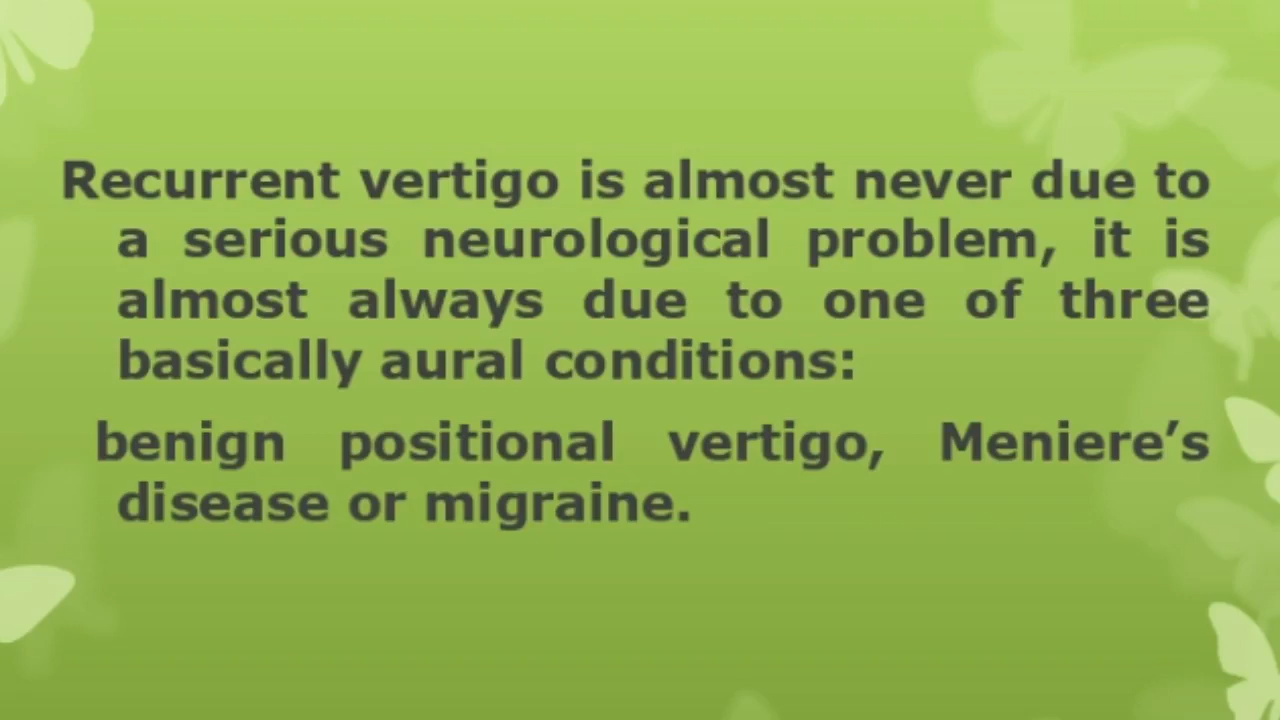 Recurrent vertigo is almost never due to
a serious neurological problem, it is
almost always due to one of three
basically aural conditions:
benign positional vertigo, Meniere’s
disease or migraine.